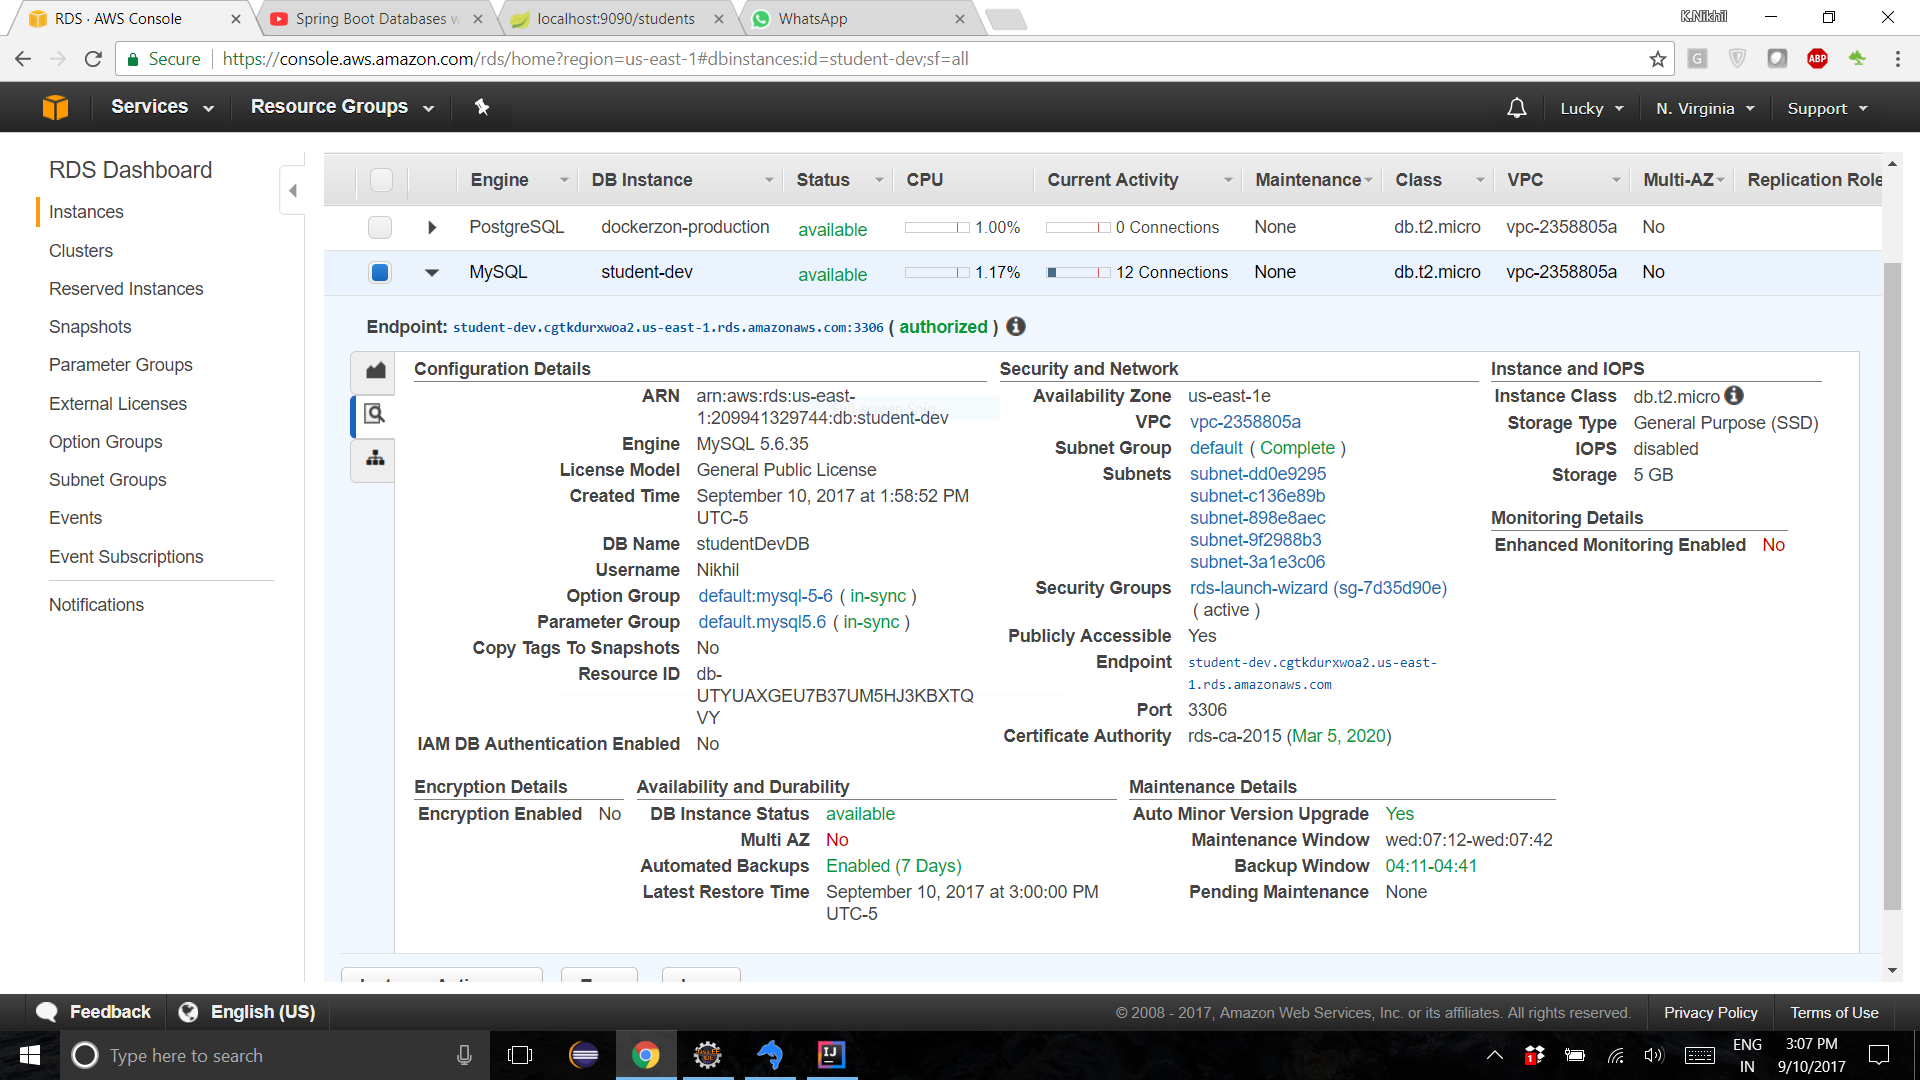 RDS · AWS Console
Spring Boot Databases w
localhost:9090/students
WhatsApp
K.Nikhil
Secure https://console.aws.amazon.com/rds/home?region=us-east-1#dbinstances:id=student-dev;sf=all
G
ABP
Services Resource Groups Lucky N. Virginia Support
RDS Dashboard
Instances
Clusters
Reserved Instances
Snapshots
Parameter Groups
External Licenses
Option Groups
Subnet Groups
Events
Event Subscriptions
Notifications
Engine DB Instance Status CPU Current Activity Maintenance Class VPC Multi-AZ Replication Role
PostgreSQL dockerzon-production available 1.00% 0 Connections None db.t2.micro vpc-2358805a No
MySQL student-dev available 1.17% 12 Connections None db.t2.micro vpc-2358805a No
Endpoint: student-dev.cgtkdurxwoa2.us-east-1.rds.amazonaws.com:3306 ( authorized )
Configuration Details
ARN arn:aws:rds:us-east-
1:209941329744:db:student-dev
Engine MySQL 5.6.35
License Model General Public License
Created Time September 10, 2017 at 1:58:52 PM
UTC-5
DB Name studentDevDB
Username Nikhil
Option Group default:mysql-5-6 ( in-sync )
Parameter Group default.mysql5.6 ( in-sync )
Copy Tags To Snapshots No
Resource ID db-
UTYUAXGEU7B37UM5HJ3KBXTQ
VY
IAM DB Authentication Enabled No
Security and Network
Availability Zone us-east-1e
VPC vpc-2358805a
Subnet Group default ( Complete )
Subnets subnet-dd0e9295
subnet-c136e89b
subnet-898e8aec
subnet-9f2988b3
subnet-3a1e3c06
Security Groups rds-launch-wizard (sg-7d35d90e)
( active )
Publicly Accessible Yes
Endpoint student-dev.cgtkdurxwoa2.us-east-
1.rds.amazonaws.com
Port 3306
Certificate Authority rds-ca-2015 (Mar 5, 2020)
Instance and IOPS
Instance Class db.t2.micro
Storage Type General Purpose (SSD)
IOPS disabled
Storage 5 GB
Monitoring Details
Enhanced Monitoring Enabled No
Encryption Details
Encryption Enabled No
Availability and Durability
DB Instance Status available
Multi AZ No
Automated Backups Enabled (7 Days)
Latest Restore Time September 10, 2017 at 3:00:00 PM
UTC-5
Maintenance Details
Auto Minor Version Upgrade Yes
Maintenance Window wed:07:12-wed:07:42
Backup Window 04:11-04:41
Pending Maintenance None
Feedback English (US) © 2008 - 2017, Amazon Web Services, Inc. or its affiliates. All rights reserved. Privacy Policy Terms of Use
Type here to search
IJ
1
ENG
IN
3:07 PM
9/10/2017